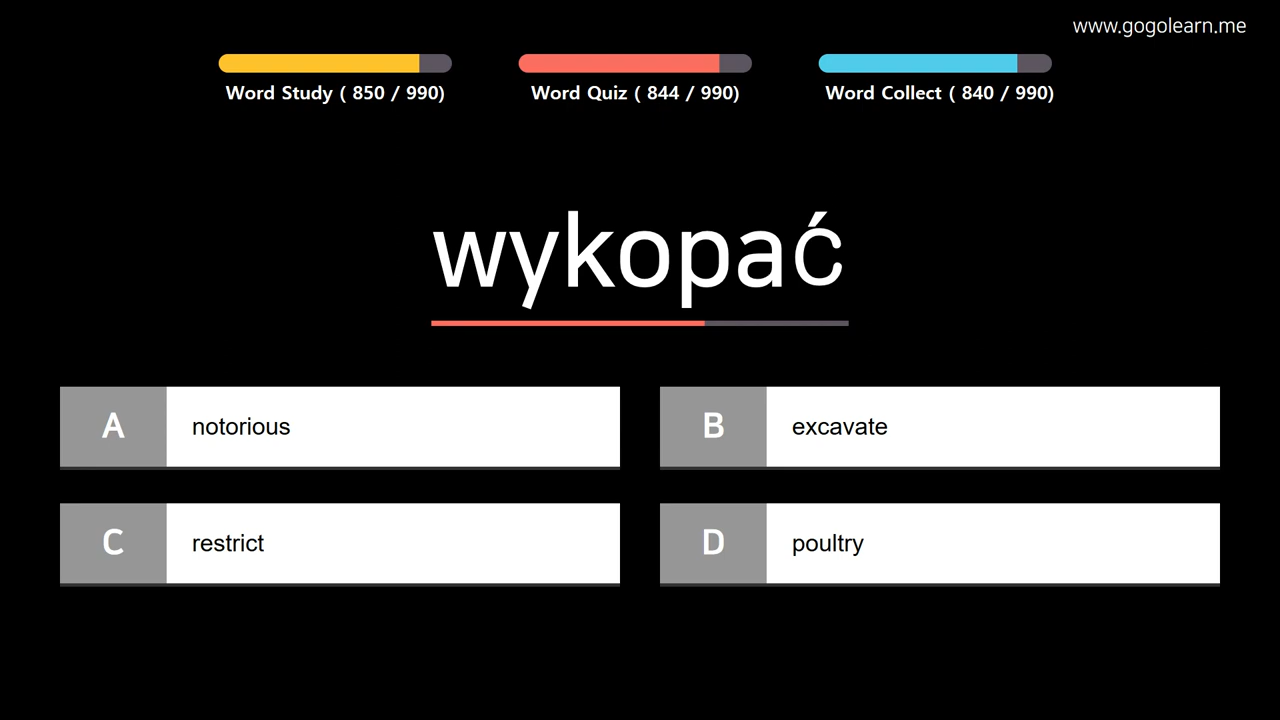 www.gogolearn.me
Word Study ( 850 / 990)
Word Quiz ( 844 / 990)
Word Collect ( 840 / 990)
wykopać
A notorious
B excavate
C restrict
D poultry